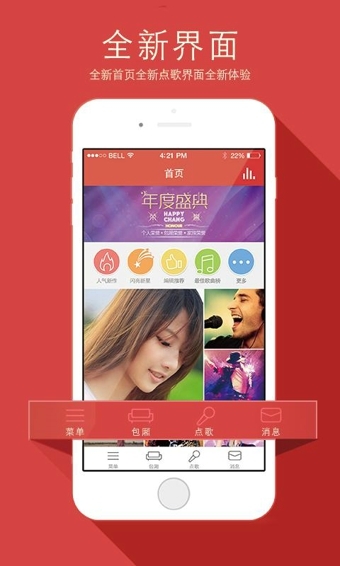 全新界面
全新首页全新点歌界面全新体验
BELL
4:21 PM
22%
首页
年度盛典
HAPPY
CHANG
人气新作
闪亮新星
编辑推荐
最佳歌曲榜
更多
菜单
包厢
点歌
消息
菜单
包厢
点歌
消息